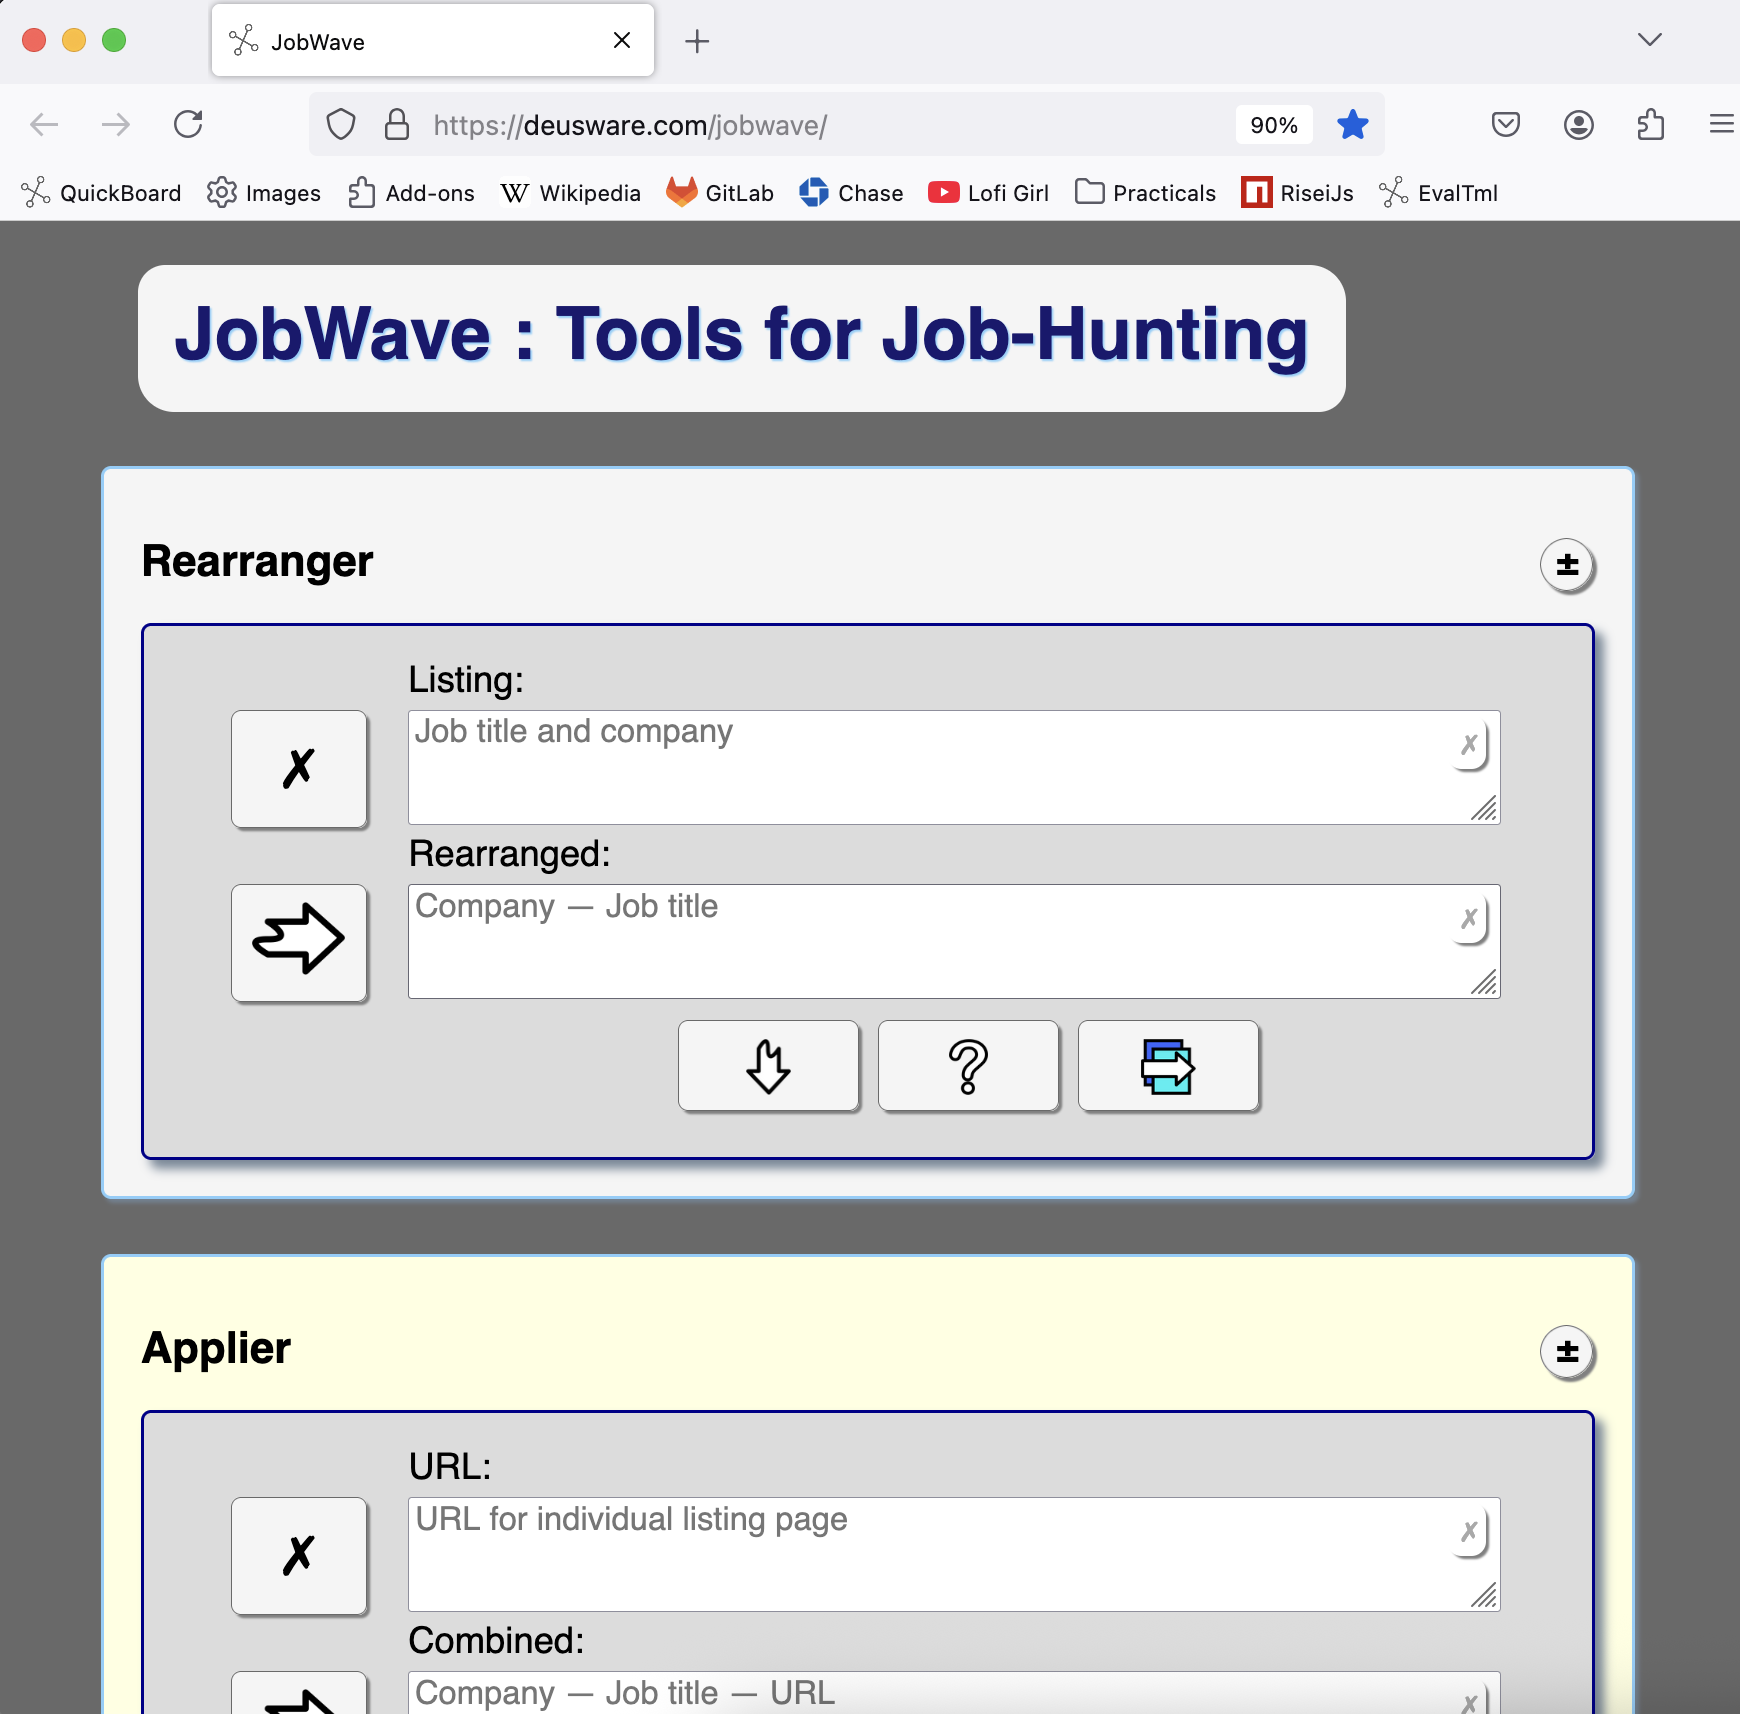 JobWave
https://deusware.com/jobwave/
90%
QuickBoard Images Add-ons W Wikipedia GitLab Chase Lofi Girl Practicals RiseiJs EvalTml
JobWave : Tools for Job-Hunting
Rearranger
±
Listing:
✗
Job title and company
✗
Rearranged:
Company — Job title
✗
?
Applier
±
URL:
✗
URL for individual listing page
✗
Combined:
Company — Job title — URL
✗